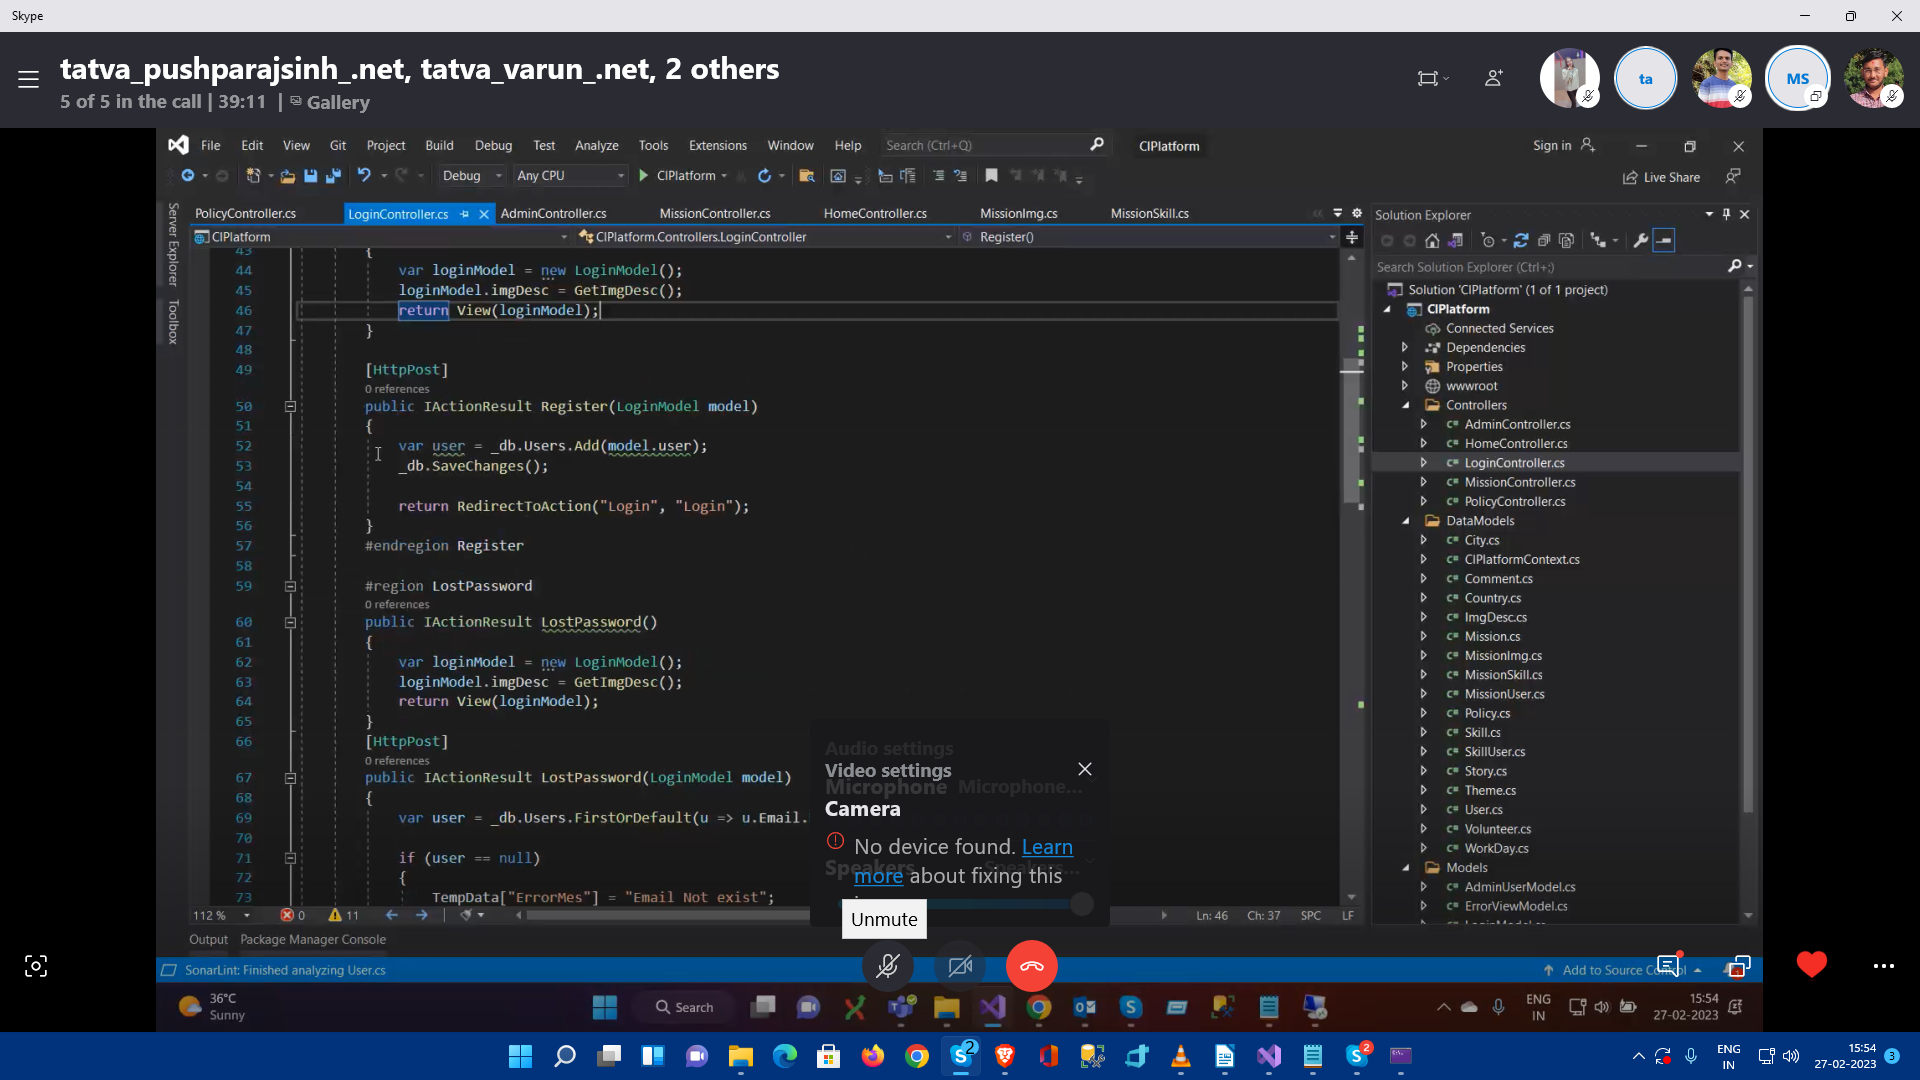 Skype
tatva_pushparajsinh_.net, tatva_varun_.net, 2 others
5 of 5 in the call | 39:11 | Gallery
ta
MS
File Edit View Git Project Build Debug Test Analyze Tools Extensions Window Help Search (Ctrl+Q) CIPlatform Sign in
Debug Any CPU CIPlatform Live Share
Server Explorer
Toolbox
PolicyController.cs LoginController.cs AdminController.cs MissionController.cs HomeController.cs MissionImg.cs MissionSkill.cs
CIPlatform CIPlatform.Controllers.LoginController Register()
43 {
44 var loginModel = new LoginModel();
45 loginModel.imgDesc = GetImgDesc();
46 return View(loginModel);
47 }
48
49 [HttpPost]
0 references
50 public IActionResult Register(LoginModel model)
51 {
52 var user = _db.Users.Add(model.user);
53 _db.SaveChanges();
54
55 return RedirectToAction("Login", "Login");
56 }
57 #endregion Register
58
59 #region LostPassword
0 references
60 public IActionResult LostPassword()
61 {
62 var loginModel = new LoginModel();
63 loginModel.imgDesc = GetImgDesc();
64 return View(loginModel);
65 }
66 [HttpPost]
0 references
67 public IActionResult LostPassword(LoginModel model)
68 {
69 var user = _db.Users.FirstOrDefault(u => u.Email.
70
71 if (user == null)
72 {
73 TempData["ErrorMes"] = "Email Not exist";
112 % 0 11 Ln: 46 Ch: 37 SPC LF
Output Package Manager Console
SonarLint: Finished analyzing User.cs
Add to Source Control
Solution Explorer
Search Solution Explorer (Ctrl+;)
Solution 'CIPlatform' (1 of 1 project)
CIPlatform
Connected Services
Dependencies
Properties
wwwroot
Controllers
C# AdminController.cs
C# HomeController.cs
C# LoginController.cs
C# MissionController.cs
C# PolicyController.cs
DataModels
C# City.cs
C# CIPlatformContext.cs
C# Comment.cs
C# Country.cs
C# ImgDesc.cs
C# Mission.cs
C# MissionImg.cs
C# MissionSkill.cs
C# MissionUser.cs
C# Policy.cs
C# Skill.cs
C# SkillUser.cs
C# Story.cs
C# Theme.cs
C# User.cs
C# Volunteer.cs
C# WorkDay.cs
Models
C# AdminUserModel.cs
C# ErrorViewModel.cs
Audio settings
Video settings
Microphone Microphone...
Camera
No device found. Learn
more about fixing this
Speakers Speakers...
Unmute
36°C
Sunny
Search
ENG
IN
15:54
27-02-2023
2
2
ENG
IN
15:54
27-02-2023
3